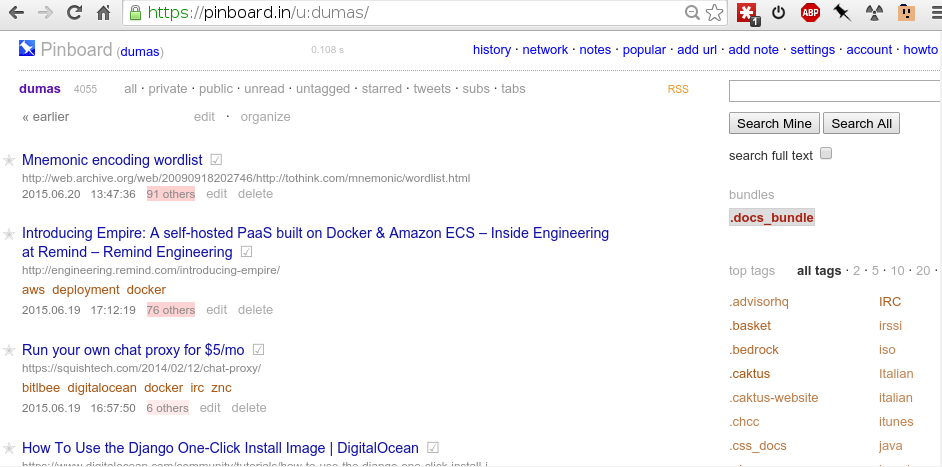 https://pinboard.in/u:dumas/
1
ABP
Pinboard (dumas)
0.108 s
history · network · notes · popular · add url · add note · settings · account · howto
dumas 4055 all · private · public · unread · untagged · starred · tweets · subs · tabs RSS
« earlier edit · organize
Search Mine Search All
search full text
bundles
.docs_bundle
top tags all tags · 2 · 5 · 10 · 20 ·
.advisorhq IRC
.basket irssi
.bedrock iso
.caktus Italian
.caktus-website italian
.chcc itunes
.css_docs java
Mnemonic encoding wordlist
http://web.archive.org/web/20090918202746/http://tothink.com/mnemonic/wordlist.html
2015.06.20 13:47:36 91 others edit delete
Introducing Empire: A self-hosted PaaS built on Docker & Amazon ECS – Inside Engineering
at Remind – Remind Engineering
http://engineering.remind.com/introducing-empire/
aws deployment docker
2015.06.19 17:12:19 76 others edit delete
Run your own chat proxy for $5/mo
https://squishtech.com/2014/02/12/chat-proxy/
bitlbee digitalocean docker irc znc
2015.06.19 16:57:50 6 others edit delete
How To Use the Django One-Click Install Image | DigitalOcean